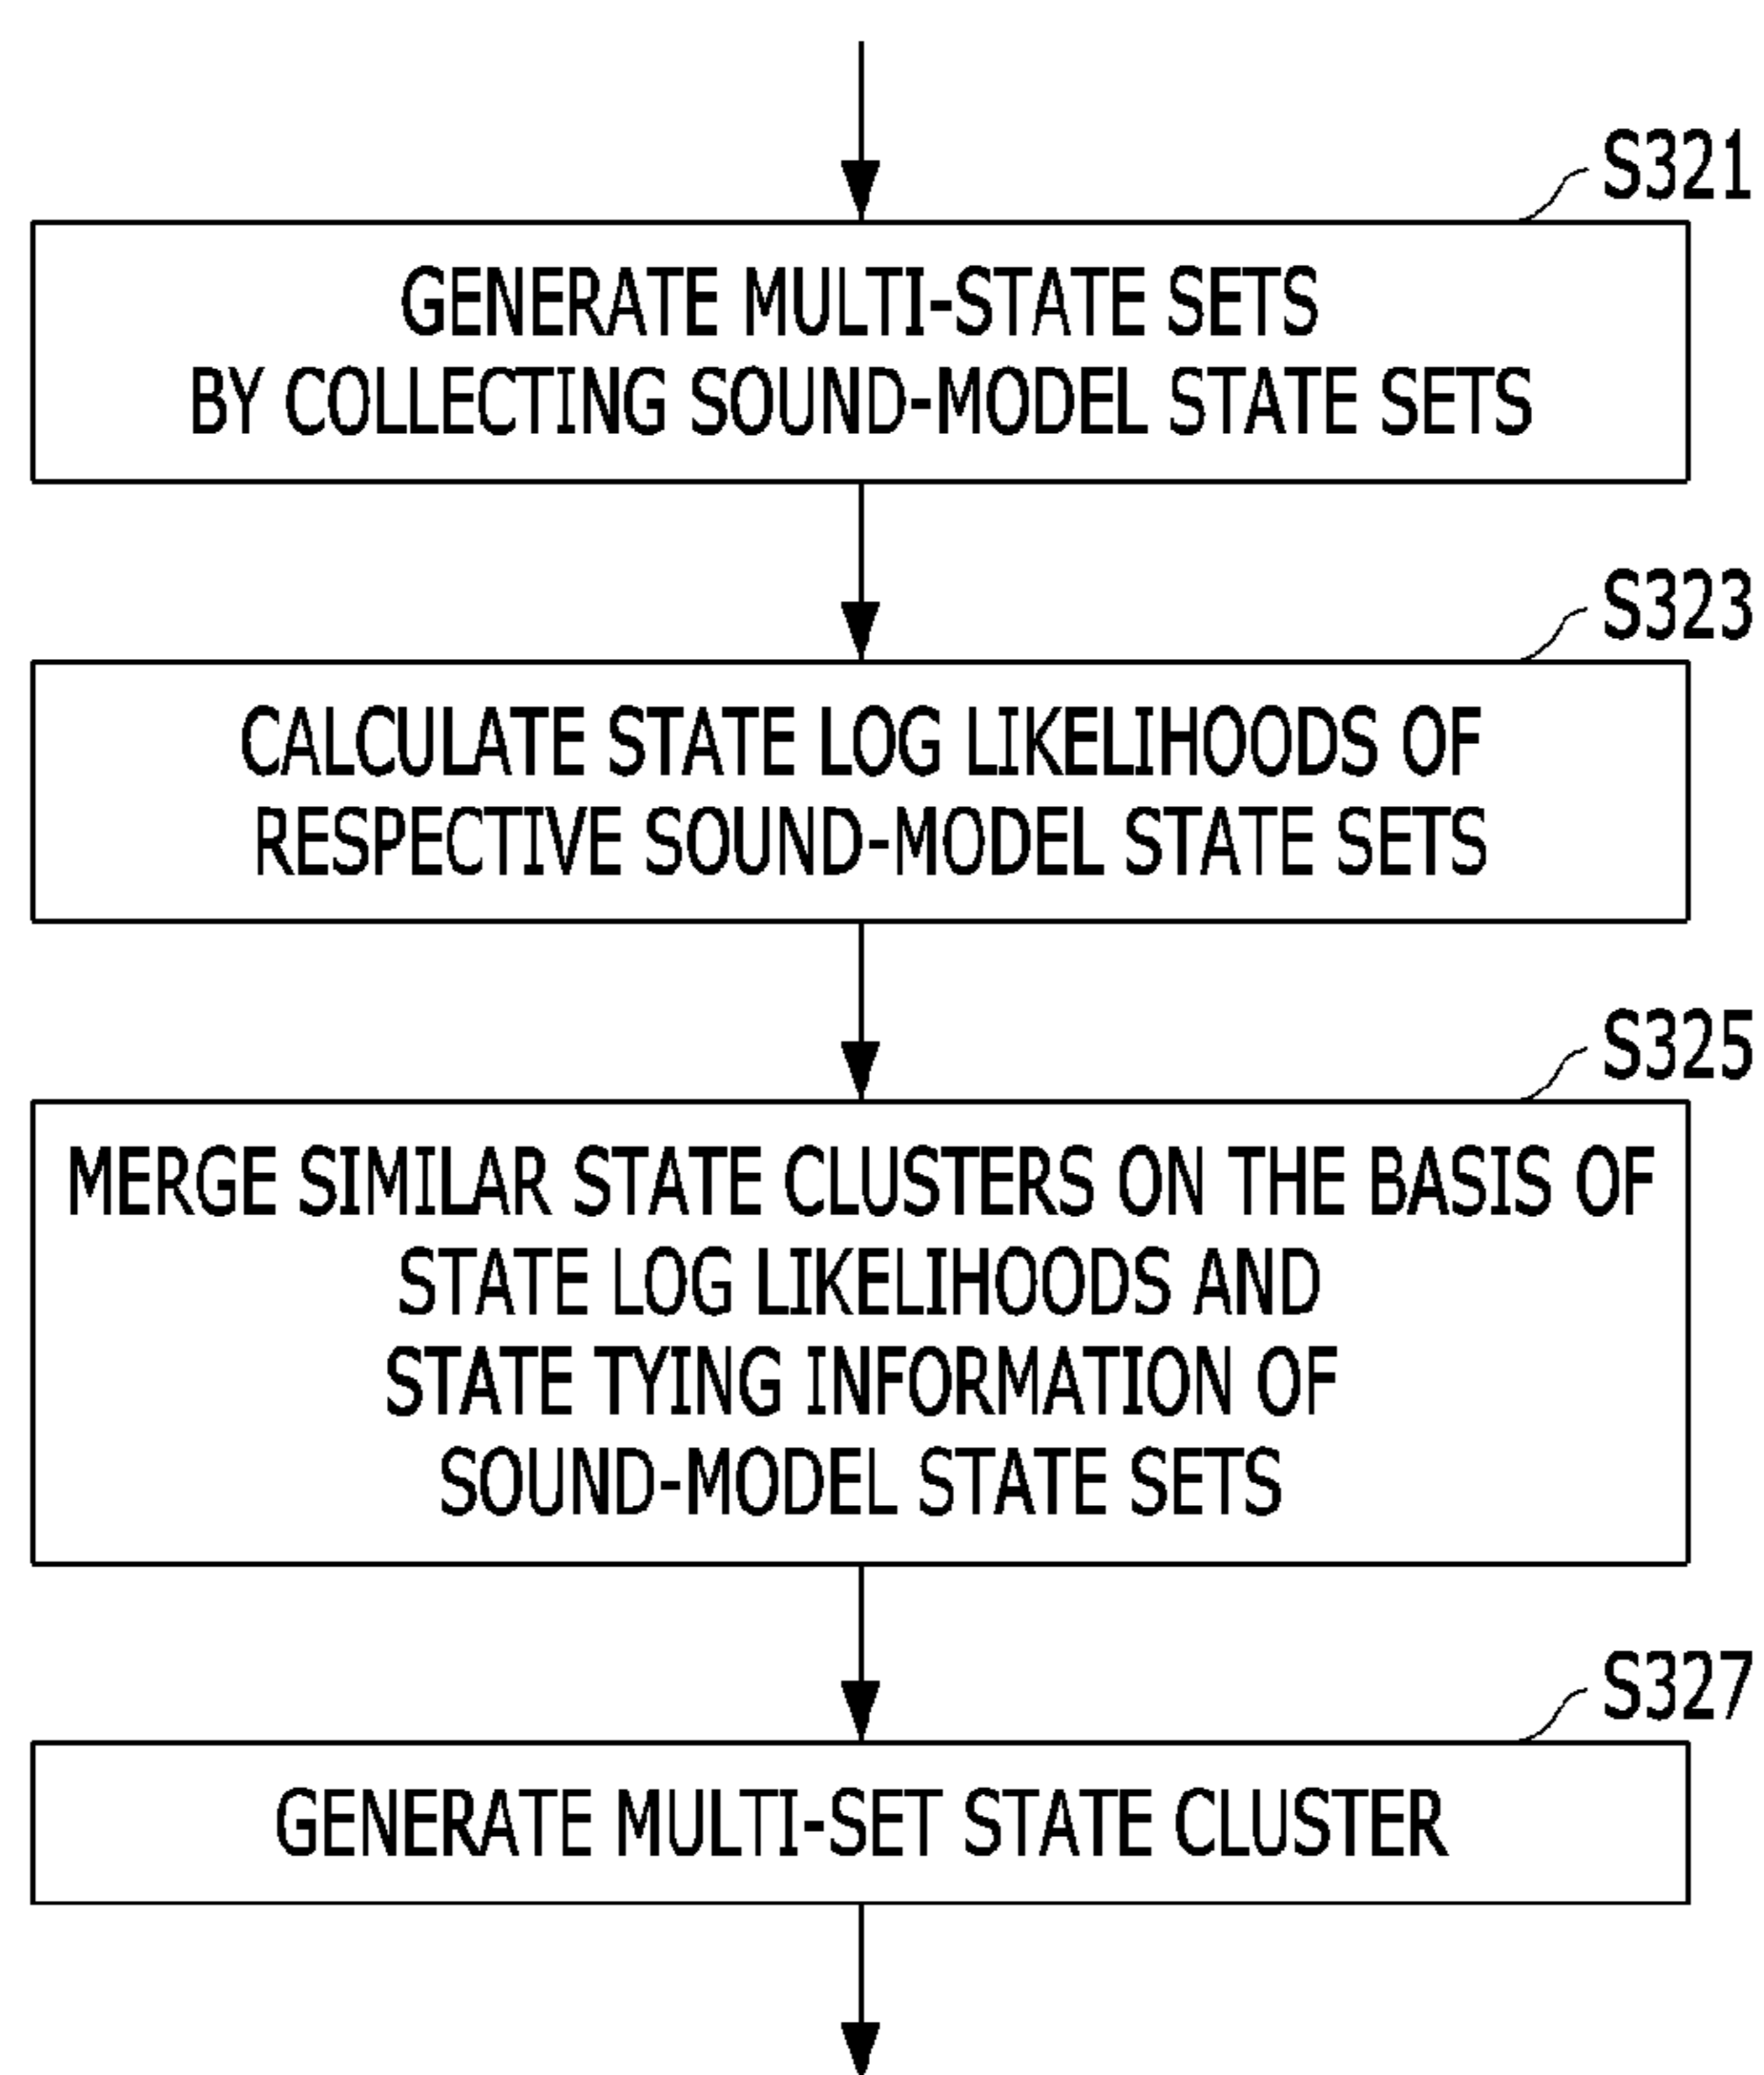 S321
GENERATE MULTI-STATE SETS
BY COLLECTING SOUND-MODEL STATE SETS
S323
CALCULATE STATE LOG LIKELIHOODS OF
RESPECTIVE SOUND-MODEL STATE SETS
S325
MERGE SIMILAR STATE CLUSTERS ON THE BASIS OF
STATE LOG LIKELIHOODS AND
STATE TYING INFORMATION OF
SOUND-MODEL STATE SETS
S327
GENERATE MULTI-SET STATE CLUSTER